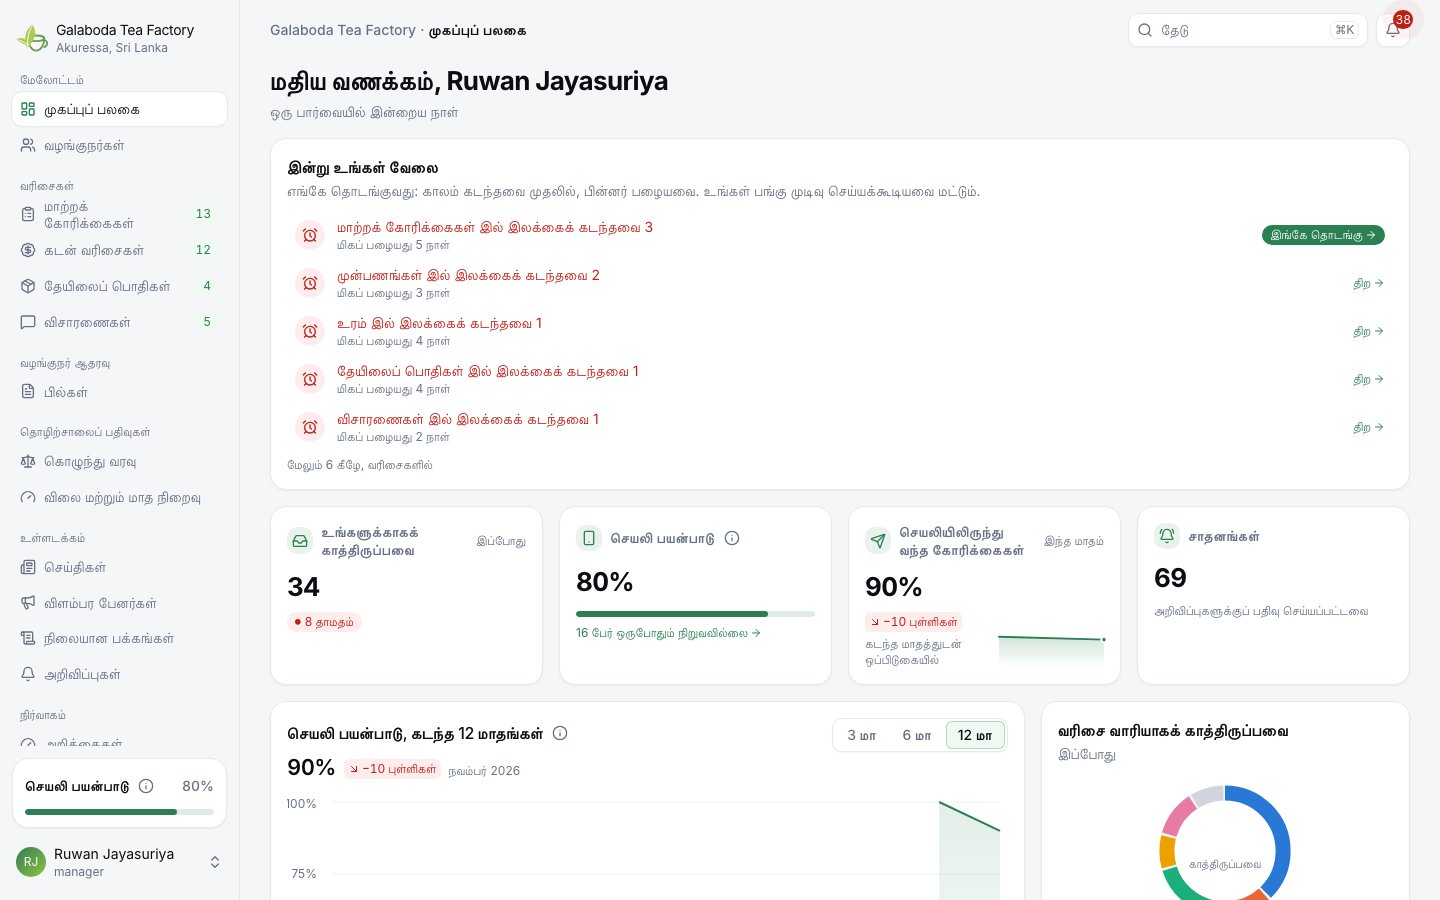 Galaboda Tea Factory
Akuressa, Sri Lanka
மேலோட்டம்
முகப்புப் பலகை
வழங்குநர்கள்
வரிசைகள்
மாற்றக்
கோரிக்கைகள்
13
கடன் வரிசைகள்
12
தேயிலைப் பொதிகள்
4
விசாரணைகள்
5
வழங்குநர் ஆதரவு
பில்கள்
தொழிற்சாலைப் பதிவுகள்
கொழுந்து வரவு
விலை மற்றும் மாத நிறைவு
உள்ளடக்கம்
செய்திகள்
விளம்பர பேனர்கள்
நிலையான பக்கங்கள்
அறிவிப்புகள்
நிர்வாகம்
அறிக்கைகள்
செயலி பயன்பாடு
80%
RJ
Ruwan Jayasuriya
manager
Galaboda Tea Factory · முகப்புப் பலகை
தேடு
⌘K
38
மதிய வணக்கம், Ruwan Jayasuriya
ஒரு பார்வையில் இன்றைய நாள்
இன்று உங்கள் வேலை
எங்கே தொடங்குவது: காலம் கடந்தவை முதலில், பின்னர் பழையவை. உங்கள் பங்கு முடிவு செய்யக்கூடியவை மட்டும்.
மாற்றக் கோரிக்கைகள் இல் இலக்கைக் கடந்தவை 3
மிகப் பழையது 5 நாள்
இங்கே தொடங்கு →
முன்பணங்கள் இல் இலக்கைக் கடந்தவை 2
மிகப் பழையது 3 நாள்
திற →
உரம் இல் இலக்கைக் கடந்தவை 1
மிகப் பழையது 4 நாள்
திற →
தேயிலைப் பொதிகள் இல் இலக்கைக் கடந்தவை 1
மிகப் பழையது 4 நாள்
திற →
விசாரணைகள் இல் இலக்கைக் கடந்தவை 1
மிகப் பழையது 2 நாள்
திற →
மேலும் 6 கீழே, வரிசைகளில்
உங்களுக்காகக்
காத்திருப்பவை
இப்போது
34
8 தாமதம்
செயலி பயன்பாடு
80%
16 பேர் ஒருபோதும் நிறுவவில்லை →
செயலியிலிருந்து
வந்த கோரிக்கைகள்
இந்த மாதம்
90%
−10 புள்ளிகள்
கடந்த மாதத்துடன்
ஒப்பிடுகையில்
சாதனங்கள்
69
அறிவிப்புகளுக்குப் பதிவு செய்யப்பட்டவை
செயலி பயன்பாடு, கடந்த 12 மாதங்கள்
3 மா
6 மா
12 மா
90%
−10 புள்ளிகள்
நவம்பர் 2026
100%
75%
வரிசை வாரியாகக் காத்திருப்பவை
இப்போது
காத்திருப்பவை